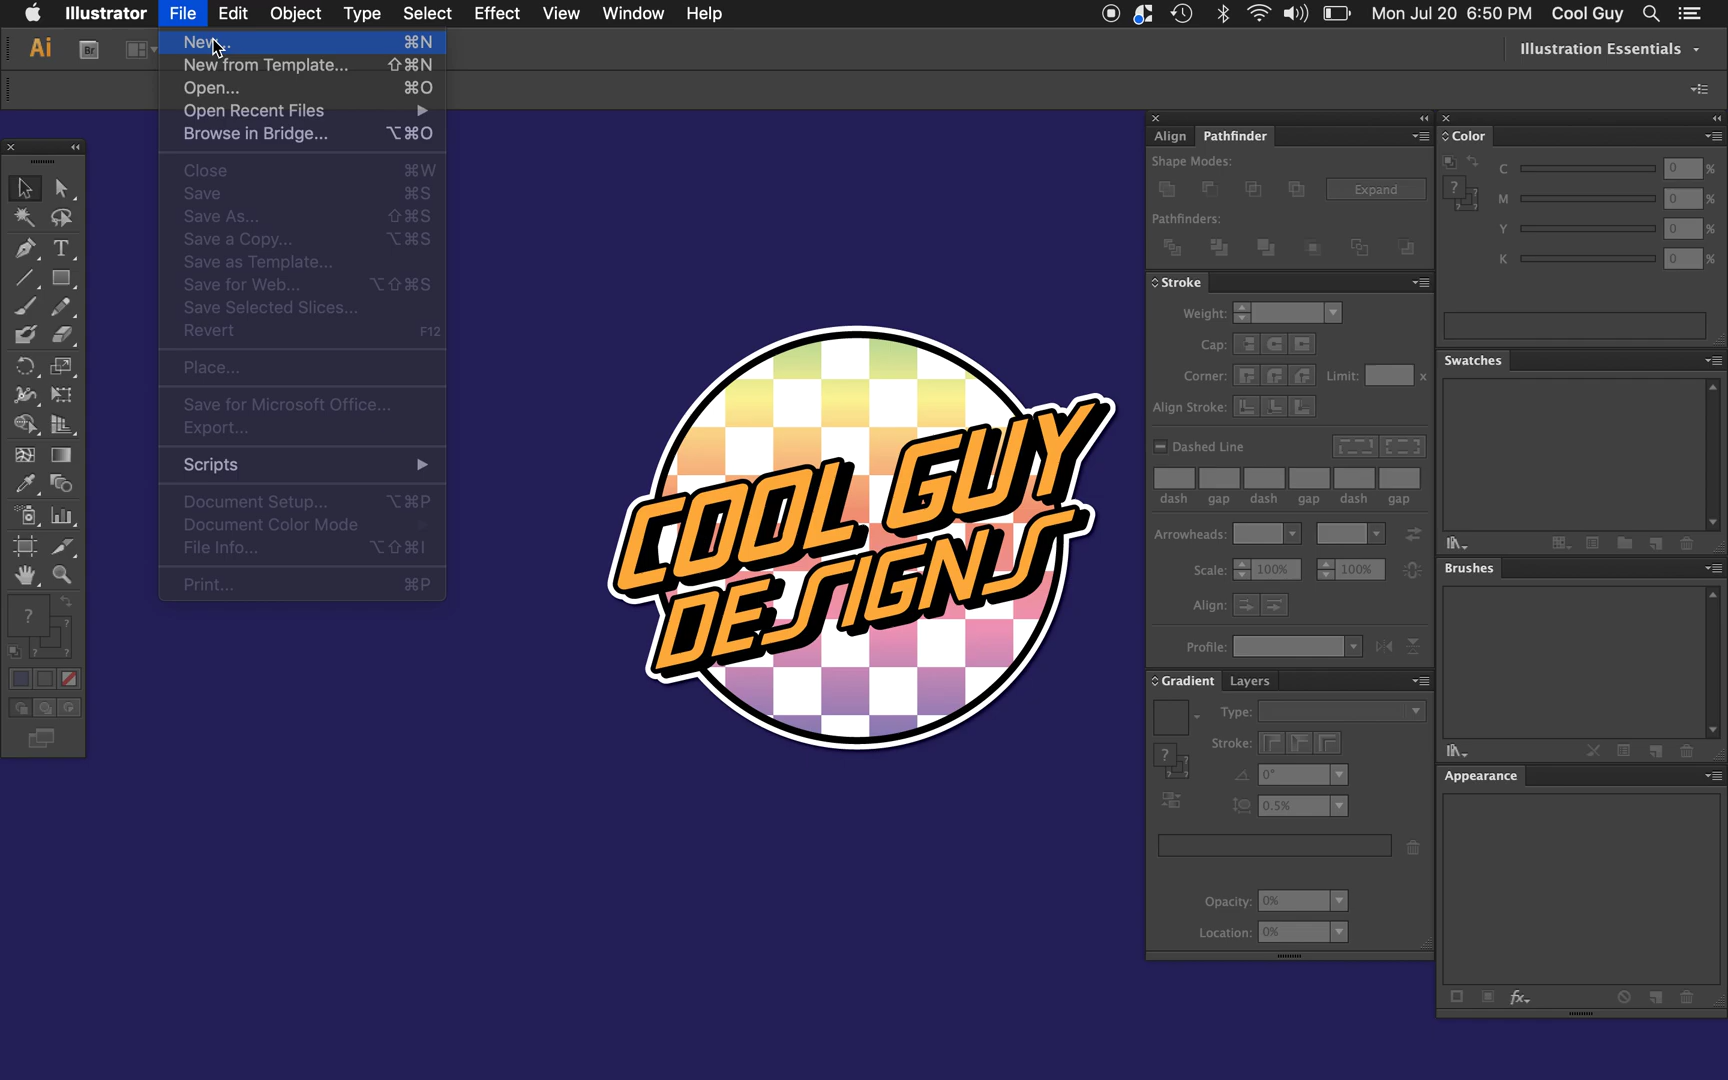 Illustrator File Edit Object Type Select Effect View Window Help Mon Jul 20 6:50 PM Cool Guy
Ai Br Illustration Essentials
New... ⌘N
New from Template... ⇧⌘N
Open... ⌘O
Open Recent Files
Browse in Bridge... ⌥⌘O
Close ⌘W
Save ⌘S
Save As... ⇧⌘S
Save a Copy... ⌥⌘S
Save as Template...
Save for Web... ⌥⇧⌘S
Save Selected Slices...
Revert F12
Place...
Save for Microsoft Office...
Export...
Scripts
Document Setup... ⌥⌘P
Document Color Mode
File Info... ⌥⇧⌘I
Print... ⌘P
T
?
? ?
COOL GUY
DESIGNS
Align Pathfinder
Shape Modes:
Expand
Pathfinders:
Stroke
Weight:
Cap:
Corner: Limit: x
Align Stroke:
Dashed Line
dash gap dash gap dash gap
Arrowheads:
Scale: 100% 100%
Align:
Profile:
Gradient Layers
Type:
Stroke:
? 0°
0.5%
Opacity: 0%
Location: 0%
Color
C 0 %
? M 0 %
Y 0 %
K 0 %
Swatches
Brushes
Appearance
fx